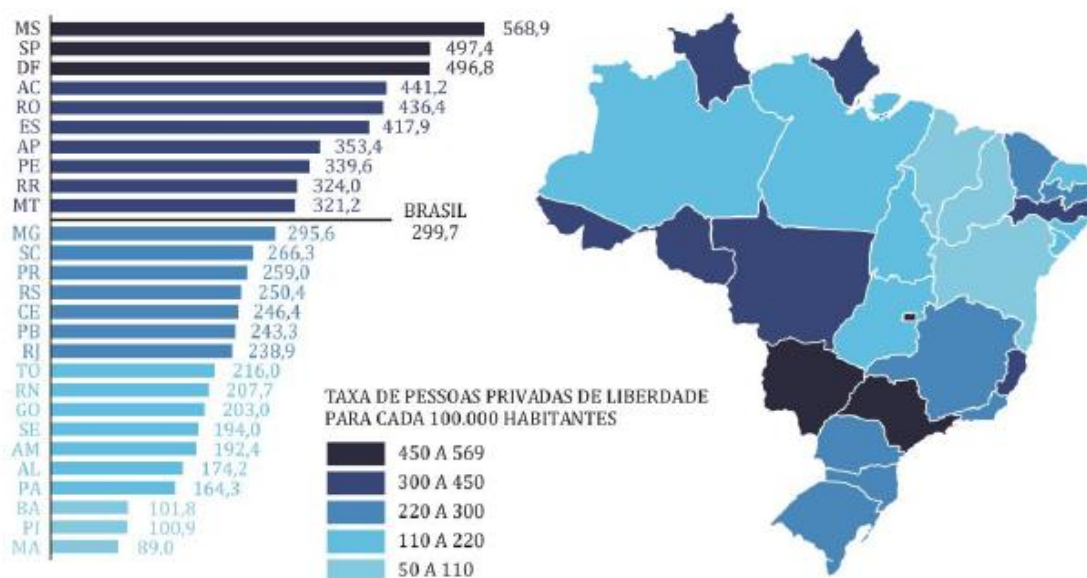 MS 568,9
SP 497,4
DF 496,8
AC 441,2
RO 436,4
ES 417,9
AP 353,4
PE 339,6
RR 324,0
MT 321,2
BRASIL
299,7
MG 295,6
SC 266,3
PR 259,0
RS 250,4
CE 246,4
PB 243,3
RJ 238,9
TO 216,0
RN 207,7
GO 203,0
SE 194,0
AM 192,4
AL 174,2
PA 164,3
BA 101,8
PI 100,9
MA 89,0
TAXA DE PESSOAS PRIVADAS DE LIBERDADE
PARA CADA 100.000 HABITANTES
450 A 569
300 A 450
220 A 300
110 A 220
50 A 110